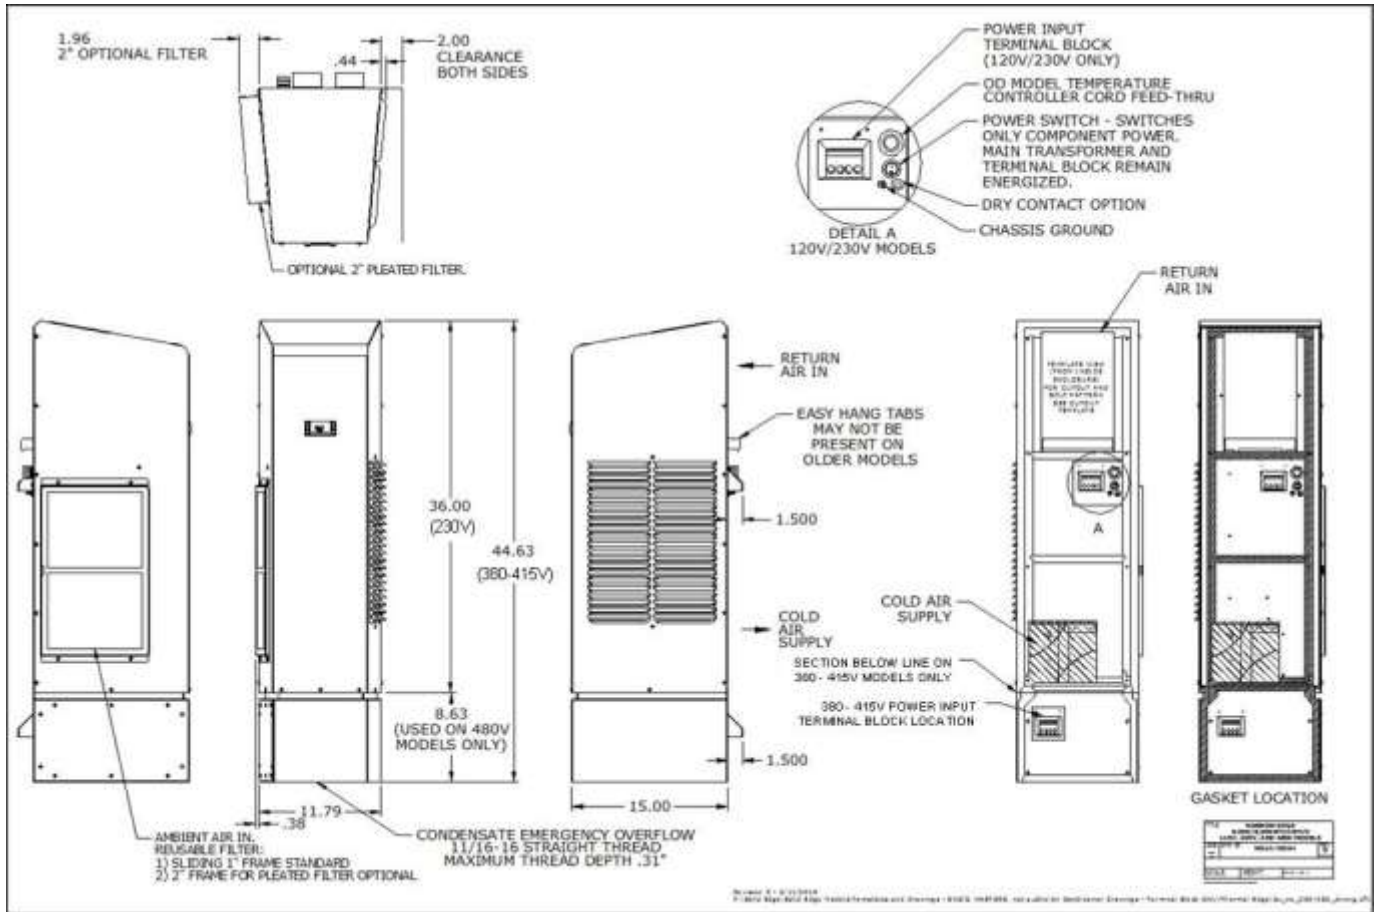 1.96
2" OPTIONAL FILTER
.44
2.00
CLEARANCE
BOTH SIDES
OPTIONAL 2" PLEATED FILTER.
POWER INPUT
TERMINAL BLOCK
(120V/230V ONLY)
OD MODEL TEMPERATURE
CONTROLLER CORD FEED-THRU
POWER SWITCH - SWITCHES
ONLY COMPONENT POWER.
MAIN TRANSFORMER AND
TERMINAL BLOCK REMAIN
ENERGIZED.
DRY CONTACT OPTION
CHASSIS GROUND
DETAIL A
120V/230V MODELS
RETURN
AIR IN
RETURN
AIR IN
EASY HANG TABS
MAY NOT BE
PRESENT ON
OLDER MODELS
36.00
(230V)
44.63
(380-415V)
1.500
A
COLD
AIR
SUPPLY
COLD AIR
SUPPLY
SECTION BELOW LINE ON
380- 415V MODELS ONLY
380- 415V POWER INPUT
TERMINAL BLOCK LOCATION
8.63
(USED ON 480V
MODELS ONLY)
1.500
11.79
.38
15.00
GASKET LOCATION
AMBIENT AIR IN.
REUSABLE FILTER:
1) SLIDING 1" FRAME STANDARD
2) 2" FRAME FOR PLEATED FILTER OPTIONAL
CONDENSATE EMERGENCY OVERFLOW
11/16-16 STRAIGHT THREAD
MAXIMUM THREAD DEPTH .31"